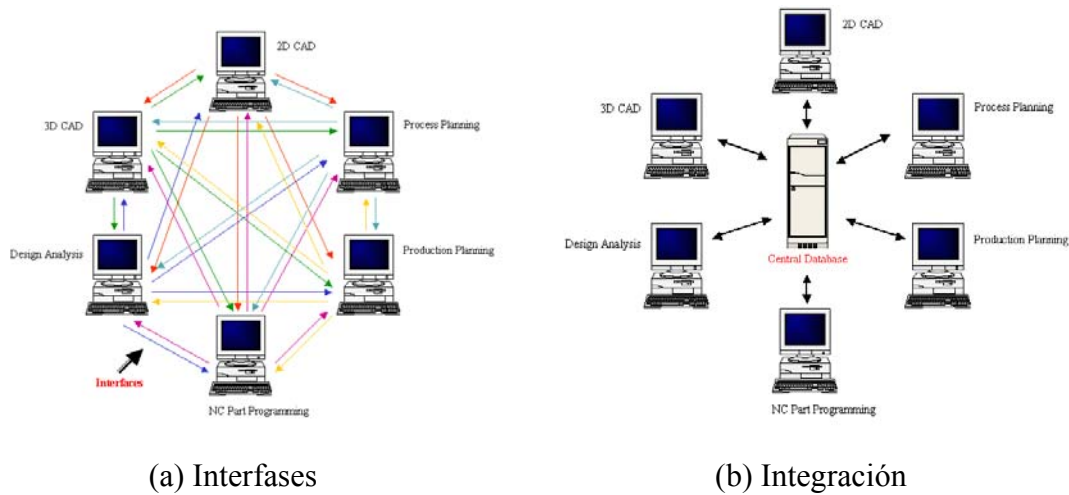 2D CAD
3D CAD
Process Planning
Design Analysis
Production Planning
Interfaces
NC Part Programming
(a) Interfases
2D CAD
3D CAD
Process Planning
Design Analysis
Production Planning
Central Database
NC Part Programming
(b) Integración